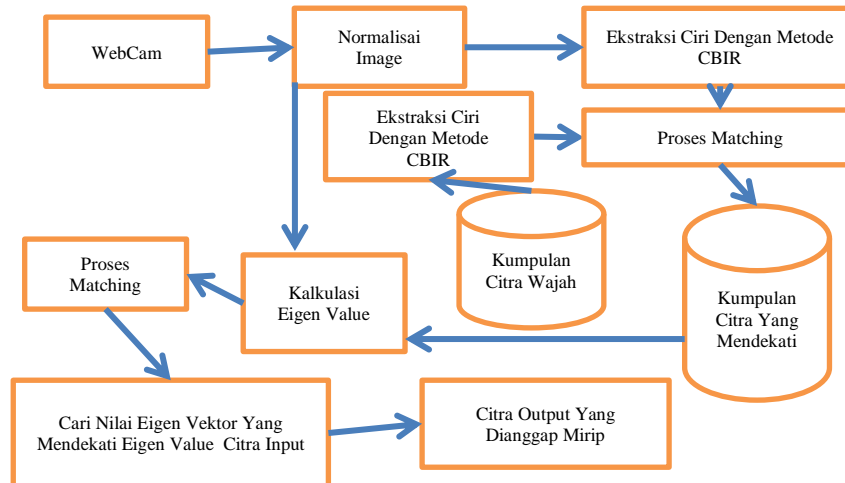 WebCam
Normalisai
Image
Ekstraksi Ciri Dengan Metode
CBIR
Ekstraksi Ciri
Dengan Metode
CBIR
Proses Matching
Kumpulan
Citra Wajah
Kumpulan
Citra Yang
Mendekati
Proses
Matching
Kalkulasi
Eigen Value
Cari Nilai Eigen Vektor Yang
Mendekati Eigen Value Citra Input
Citra Output Yang
Dianggap Mirip